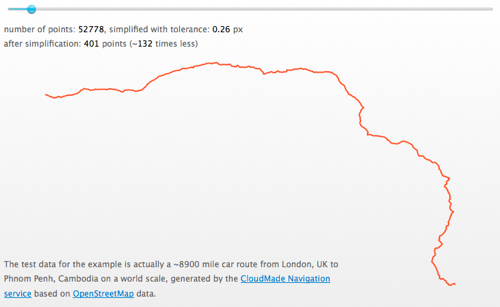 number of points: 52778, simplified with tolerance: 0.26 px
after simplification: 401 points (~132 times less)
The test data for the example is actually a ~8900 mile car route from London, UK to
Phnom Penh, Cambodia on a world scale, generated by the CloudMade Navigation
service based on OpenStreetMap data.